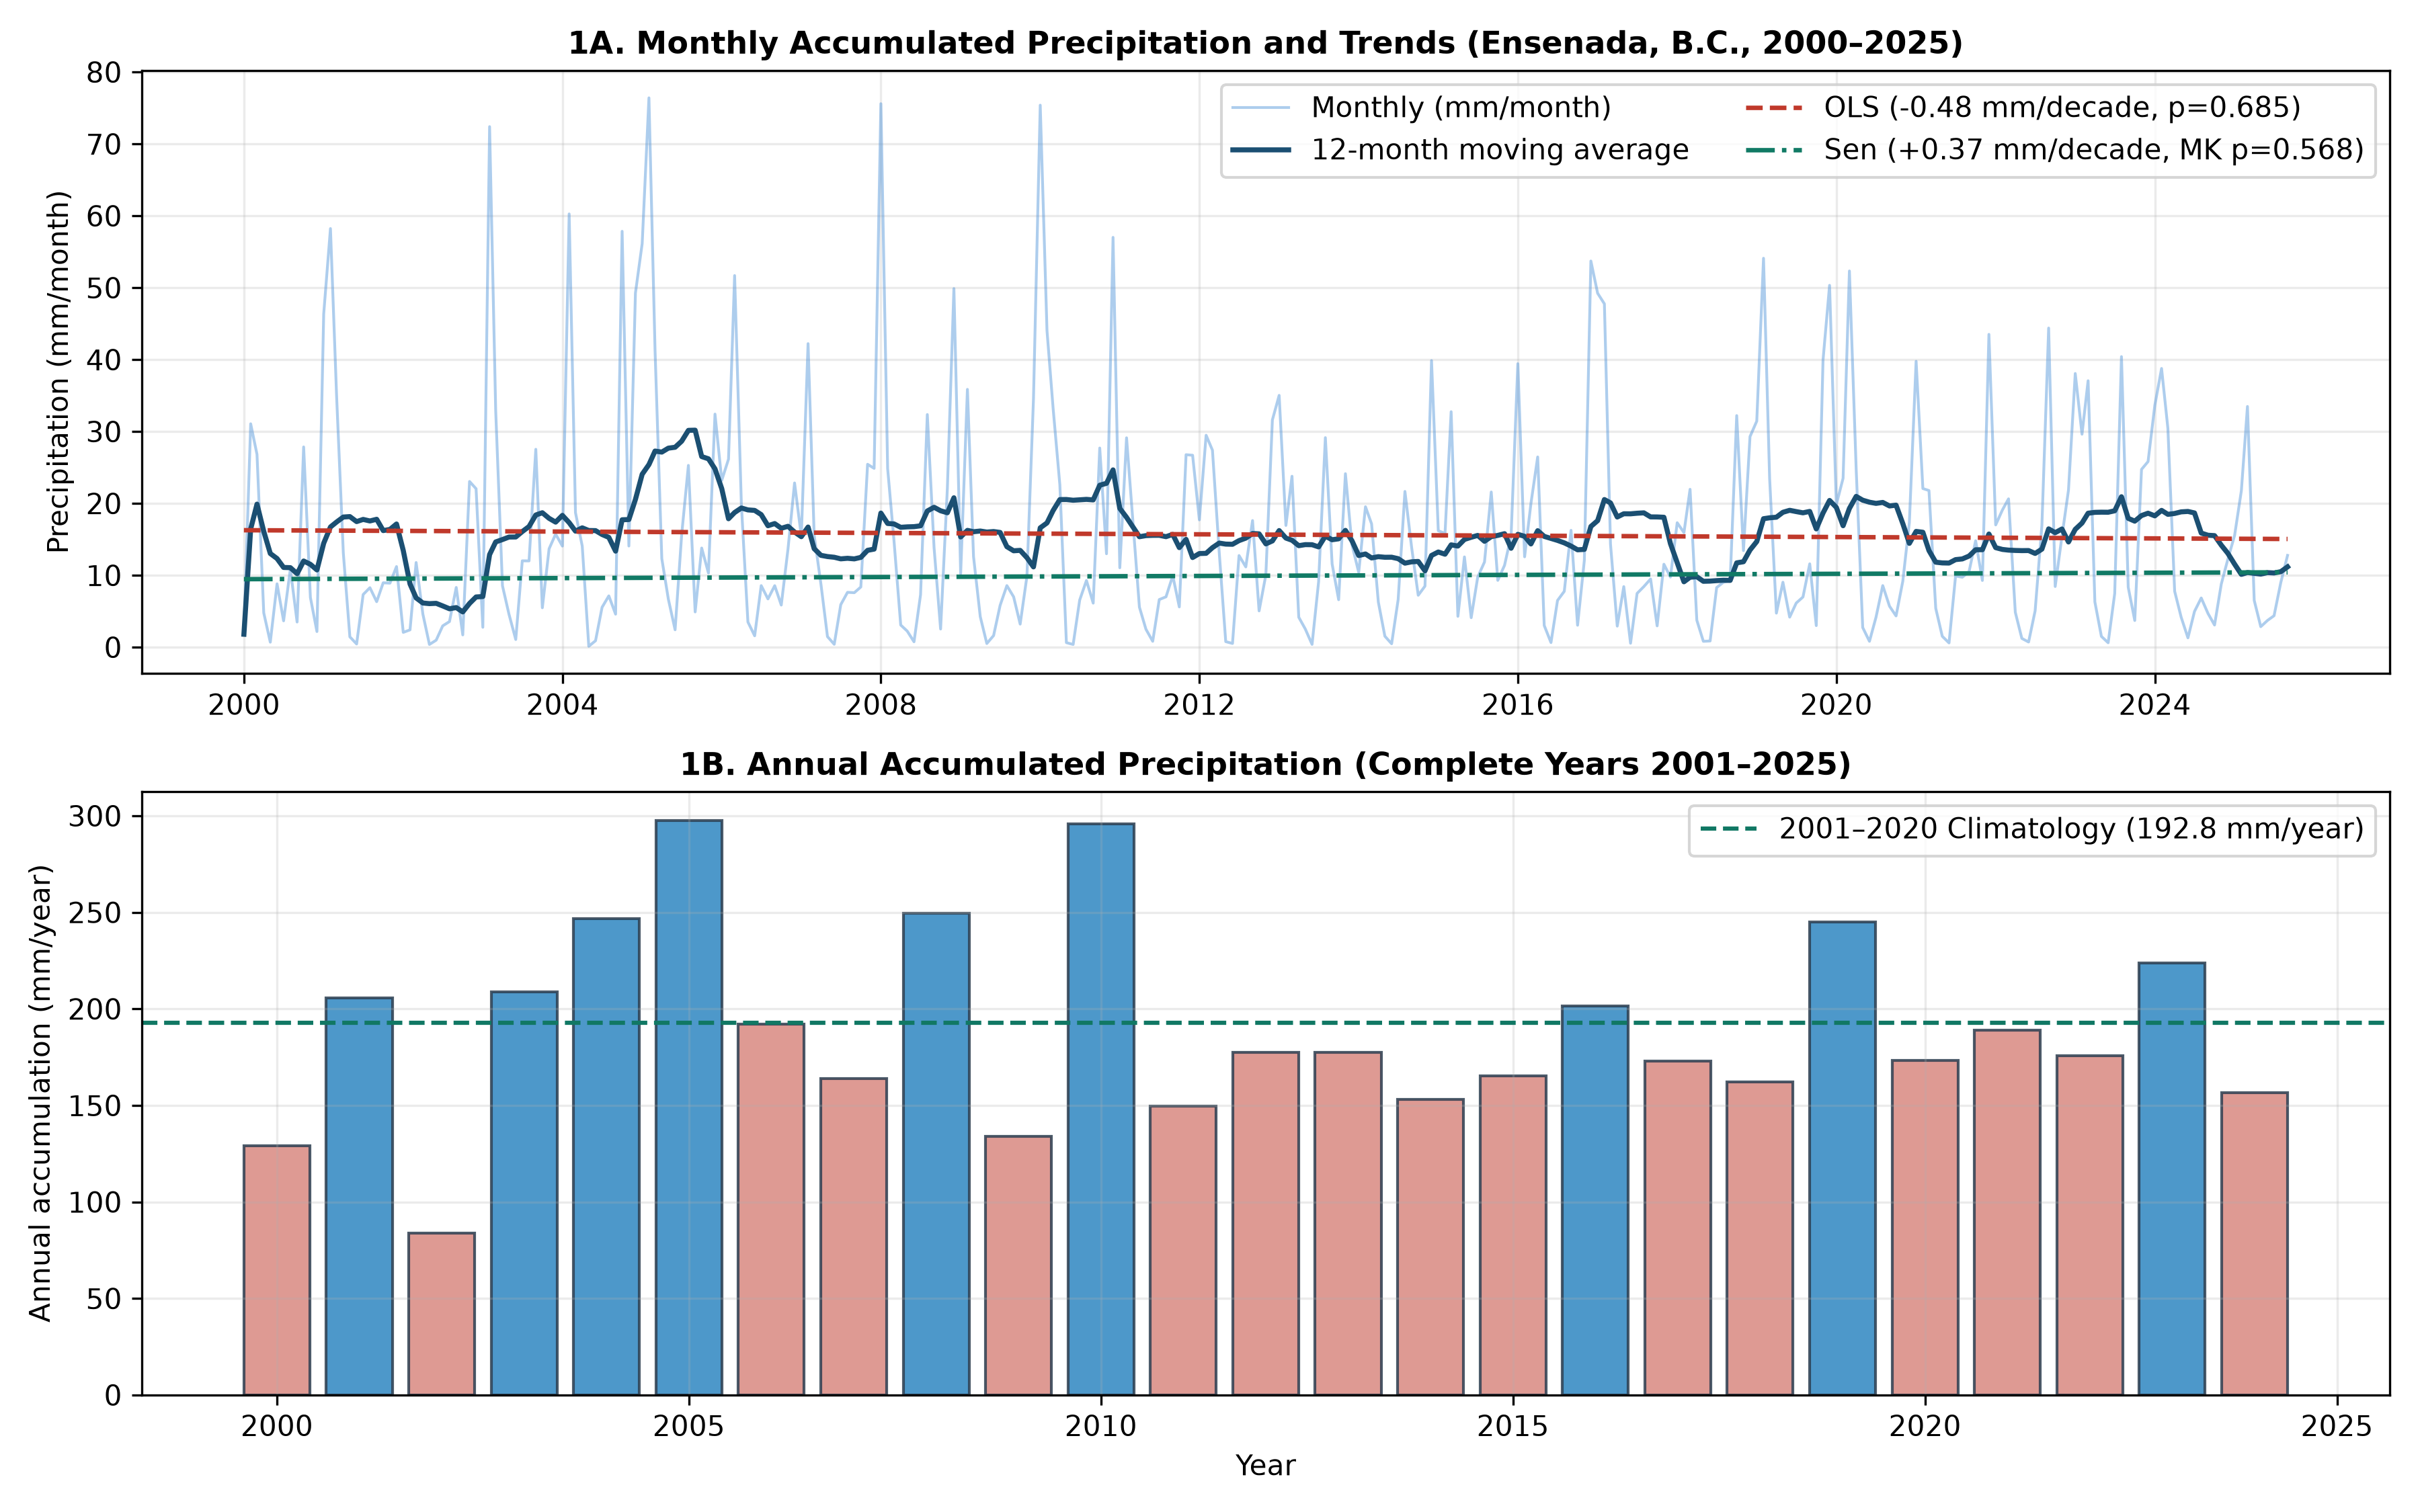 1A. Monthly Accumulated Precipitation and Trends (Ensenada, B.C., 2000–2025)
Precipitation (mm/month)
80
70
60
50
40
30
20
10
0
Monthly (mm/month)
12-month moving average
OLS (-0.48 mm/decade, p=0.685)
Sen (+0.37 mm/decade, MK p=0.568)
2000 2004 2008 2012 2016 2020 2024
1B. Annual Accumulated Precipitation (Complete Years 2001–2025)
Annual accumulation (mm/year)
300
250
200
150
100
50
0
2001–2020 Climatology (192.8 mm/year)
2000 2005 2010 2015 2020 2025
Year